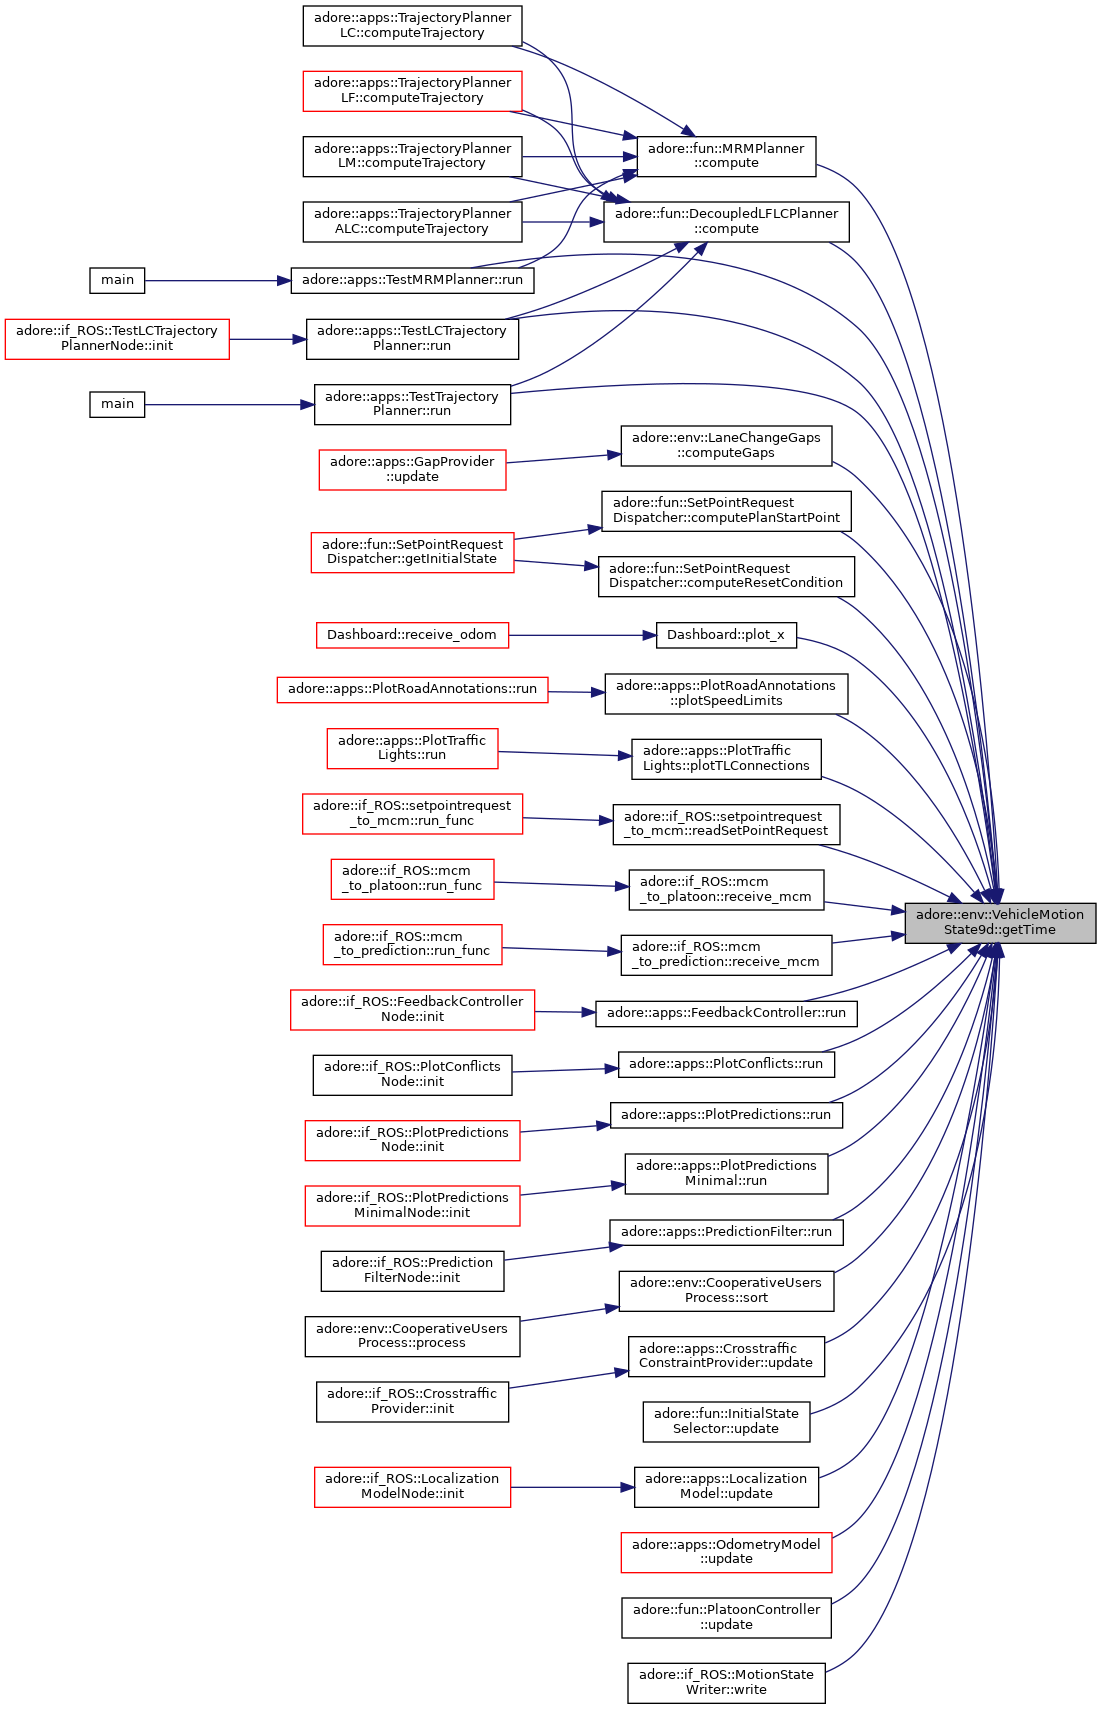 adore::apps::TrajectoryPlanner
LC::computeTrajectory
adore::apps::TrajectoryPlanner
LF::computeTrajectory
adore::fun::MRMPlanner
::compute
adore::apps::TrajectoryPlanner
LM::computeTrajectory
adore::apps::TrajectoryPlanner
ALC::computeTrajectory
adore::fun::DecoupledLFLCPlanner
::compute
main
adore::apps::TestMRMPlanner::run
adore::if_ROS::TestLCTrajectory
PlannerNode::init
adore::apps::TestLCTrajectory
Planner::run
main
adore::apps::TestTrajectory
Planner::run
adore::env::LaneChangeGaps
::computeGaps
adore::apps::GapProvider
::update
adore::fun::SetPointRequest
Dispatcher::computePlanStartPoint
adore::fun::SetPointRequest
Dispatcher::getInitialState
adore::fun::SetPointRequest
Dispatcher::computeResetCondition
Dashboard::receive_odom
Dashboard::plot_x
adore::apps::PlotRoadAnnotations::run
adore::apps::PlotRoadAnnotations
::plotSpeedLimits
adore::apps::PlotTraffic
Lights::run
adore::apps::PlotTraffic
Lights::plotTLConnections
adore::if_ROS::setpointrequest
_to_mcm::run_func
adore::if_ROS::setpointrequest
_to_mcm::readSetPointRequest
adore::if_ROS::mcm
_to_platoon::run_func
adore::if_ROS::mcm
_to_platoon::receive_mcm
adore::env::VehicleMotion
State9d::getTime
adore::if_ROS::mcm
_to_prediction::run_func
adore::if_ROS::mcm
_to_prediction::receive_mcm
adore::if_ROS::FeedbackController
Node::init
adore::apps::FeedbackController::run
adore::if_ROS::PlotConflicts
Node::init
adore::apps::PlotConflicts::run
adore::if_ROS::PlotPredictions
Node::init
adore::apps::PlotPredictions::run
adore::if_ROS::PlotPredictions
MinimalNode::init
adore::apps::PlotPredictions
Minimal::run
adore::if_ROS::Prediction
FilterNode::init
adore::apps::PredictionFilter::run
adore::env::CooperativeUsers
Process::process
adore::env::CooperativeUsers
Process::sort
adore::if_ROS::Crosstraffic
Provider::init
adore::apps::Crosstraffic
ConstraintProvider::update
adore::fun::InitialState
Selector::update
adore::if_ROS::Localization
ModelNode::init
adore::apps::Localization
Model::update
adore::apps::OdometryModel
::update
adore::fun::PlatoonController
::update
adore::if_ROS::MotionState
Writer::write